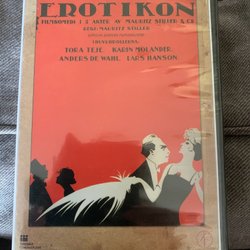 EROTIKON
FILMKOMEDI I 5 AKTER AV MAURITZ STILLER & CO.
REGI: MAURITZ STILLER
I HUVUDROLLERNA:
TORA TEJE. KARIN MOLANDER.
ANDERS DE WAHL. LARS HANSON.